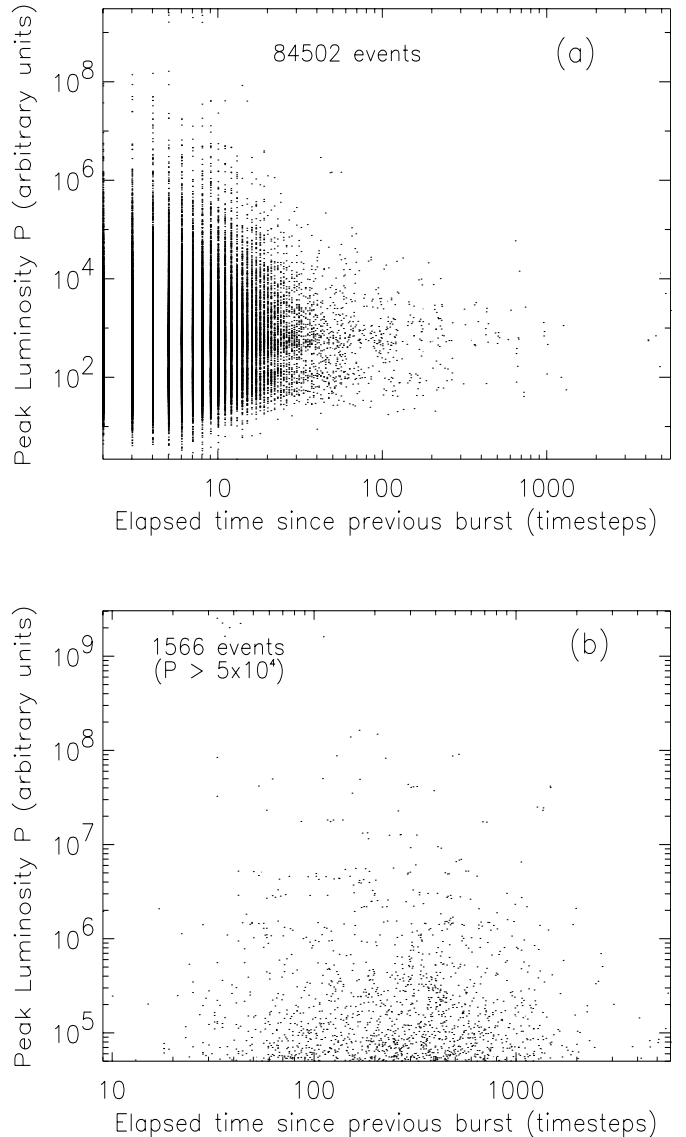 84502 events
(a)
Peak Luminosity P (arbitrary units)
10^8
10^6
10^4
10^2
10
100
1000
Elapsed time since previous burst (timesteps)
1566 events
(P > 5x10^4)
(b)
Peak Luminosity P (arbitrary units)
10^9
10^8
10^7
10^6
10^5
10
100
1000
Elapsed time since previous burst (timesteps)